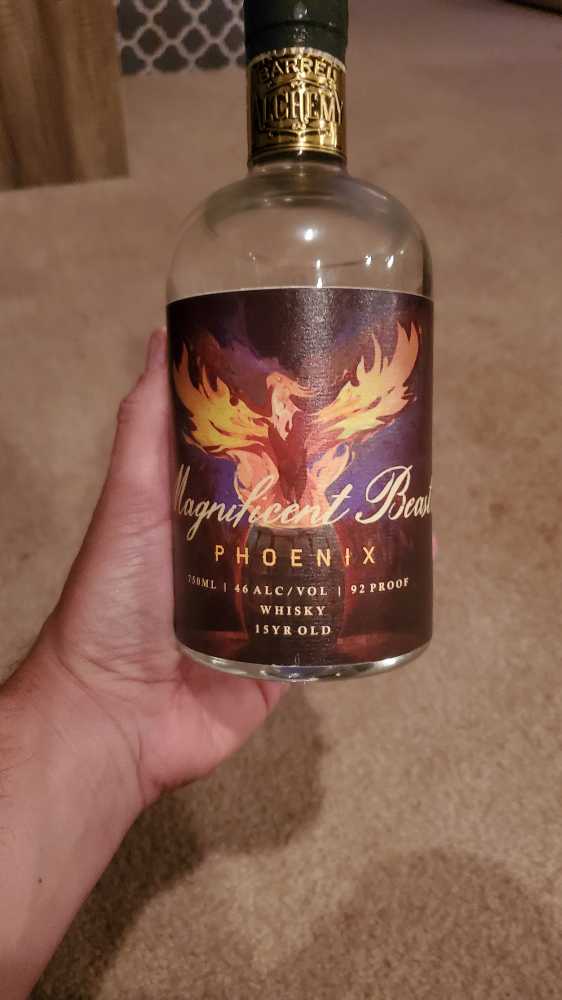 BARREL
ALCHEMY
Magnificent Beast
PHOENIX
750ML | 46 ALC/VOL | 92 PROOF
WHISKY
15YR OLD